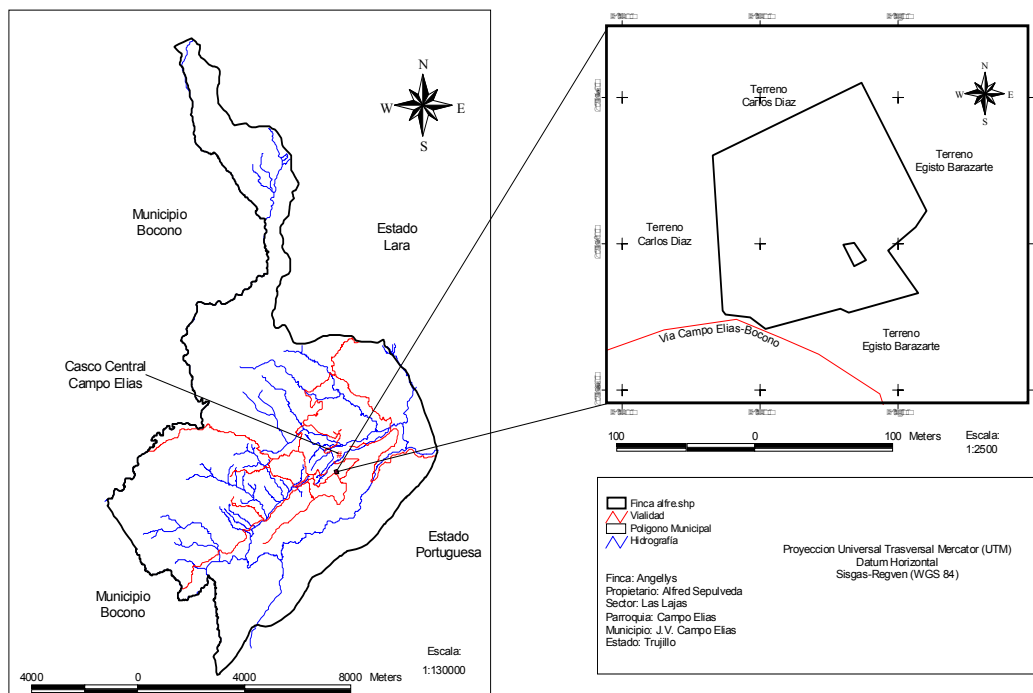 N
W E
S
Municipio
Bocono
Estado
Lara
Casco Central
Campo Elias
Estado
Portuguesa
Municipio
Bocono
Escala:
1:130000
4000 0 4000 8000 Meters
N
W E
S
Terreno
Carlos Diaz
Terreno
Egisto Barazarte
Terreno
Carlos Diaz
Vía Campo Elias-Bocono
Terreno
Egisto Barazarte
100 0 100 Meters
Escala:
1:2500
Finca alfre.shp
Vialidad
Poligono Municipal
Hidrografía
Proyeccion Universal Trasversal Mercator (UTM)
Datum Horizontal
Sisgas-Regven (WGS 84)
Finca: Angellys
Propietario: Alfred Sepulveda
Sector: Las Lajas
Parroquia: Campo Elias
Municipio: J.V. Campo Elias
Estado: Trujillo